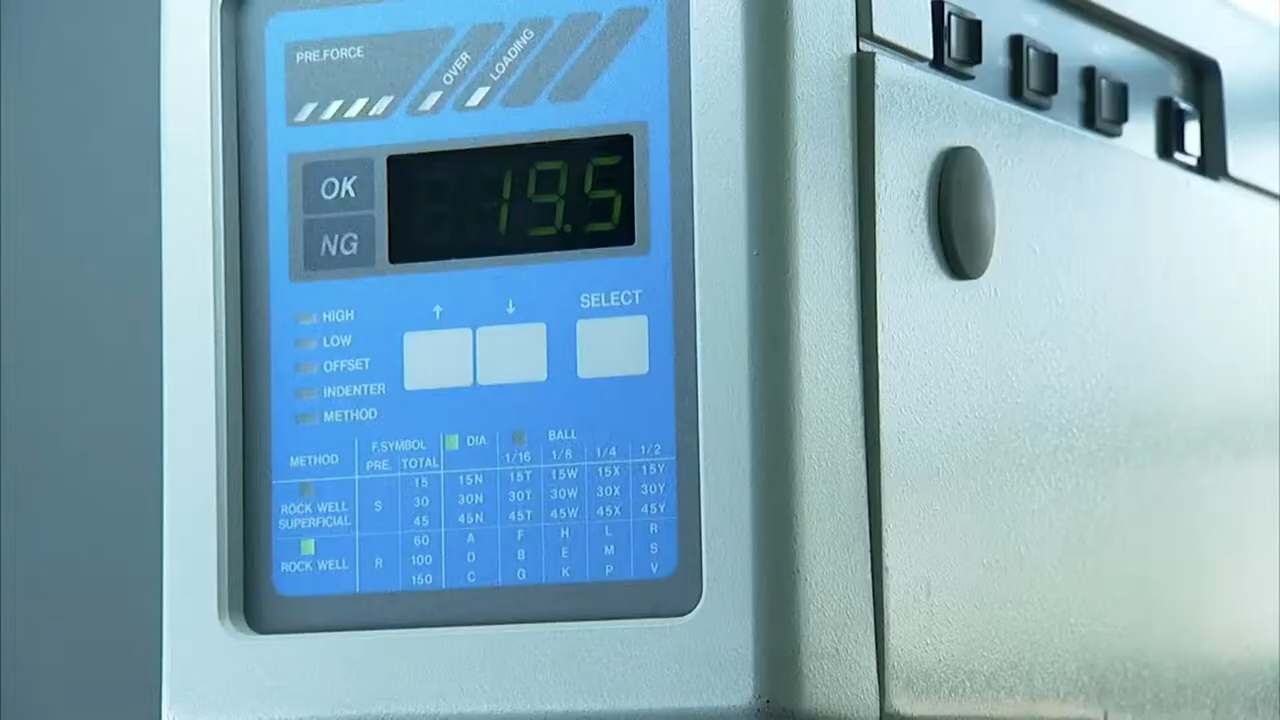 PRE.FORCE
OVER
LOADING
OK
NG
19.5
↑ ↓ SELECT
HIGH
LOW
OFFSET
INDENTER
METHOD
METHOD F.SYMBOL DIA BALL
PRE. TOTAL 1/16 1/8 1/4 1/2
ROCK WELL SUPERFICIAL S 15 15N 15T 15W 15X 15Y
30 30N 30T 30W 30X 30Y
45 45N 45T 45W 45X 45Y
ROCK WELL R 60 A F H L R
100 D B E M S
150 C G K P V